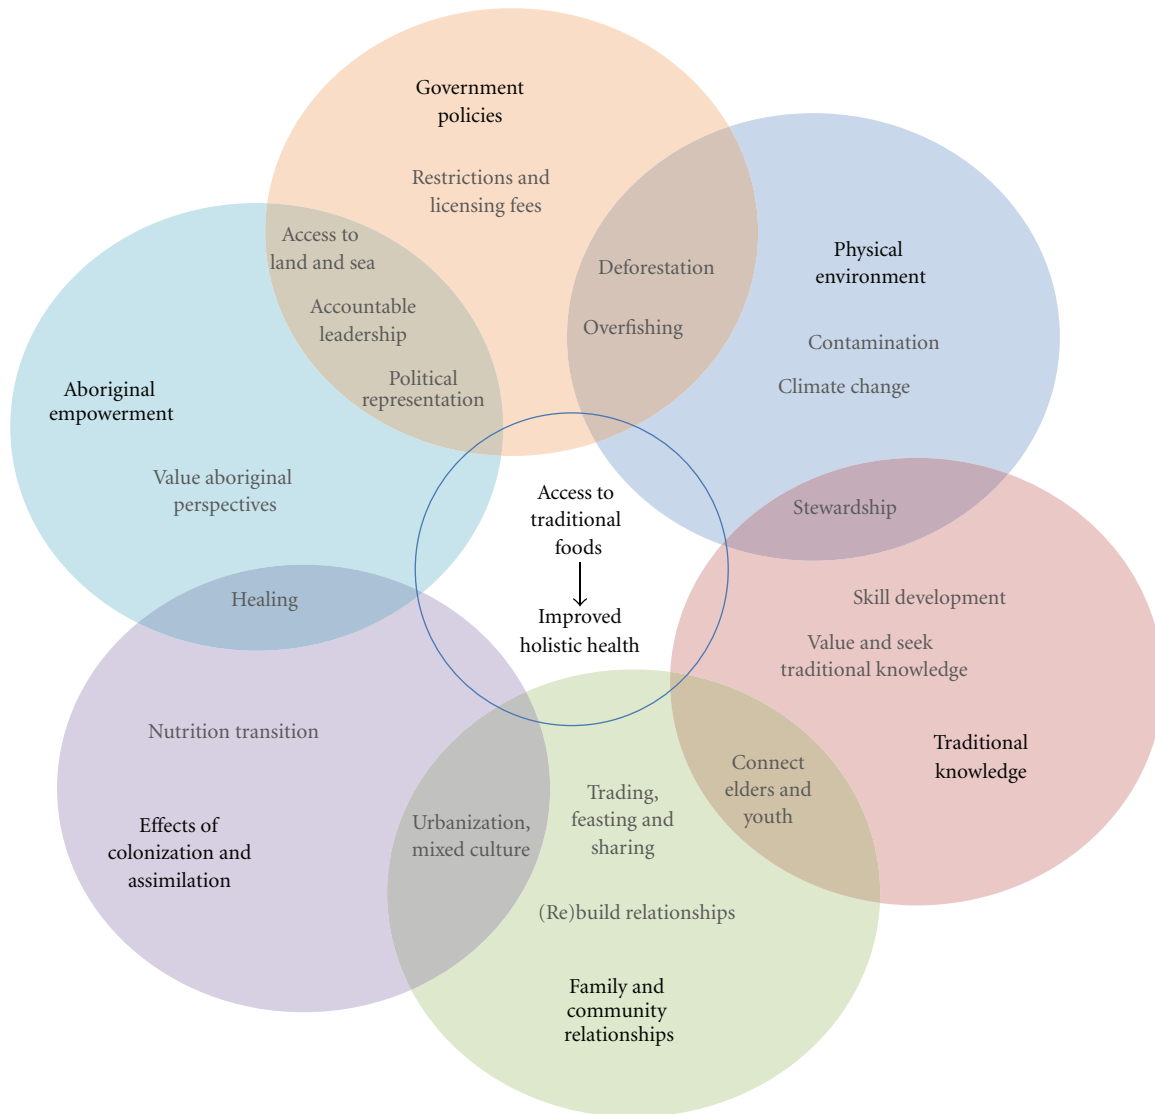 Government
policies
Restrictions and
licensing fees
Access to
land and sea
Accountable
leadership
Political
representation
Deforestation
Overfishing
Physical
environment
Contamination
Climate change
Aboriginal
empowerment
Value aboriginal
perspectives
Access to
traditional
foods
Improved
holistic health
Stewardship
Skill development
Value and seek
traditional knowledge
Traditional
knowledge
Healing
Nutrition transition
Effects of
colonization and
assimilation
Urbanization,
mixed culture
Trading,
feasting and
sharing
Connect
elders and
youth
(Re)build relationships
Family and
community
relationships